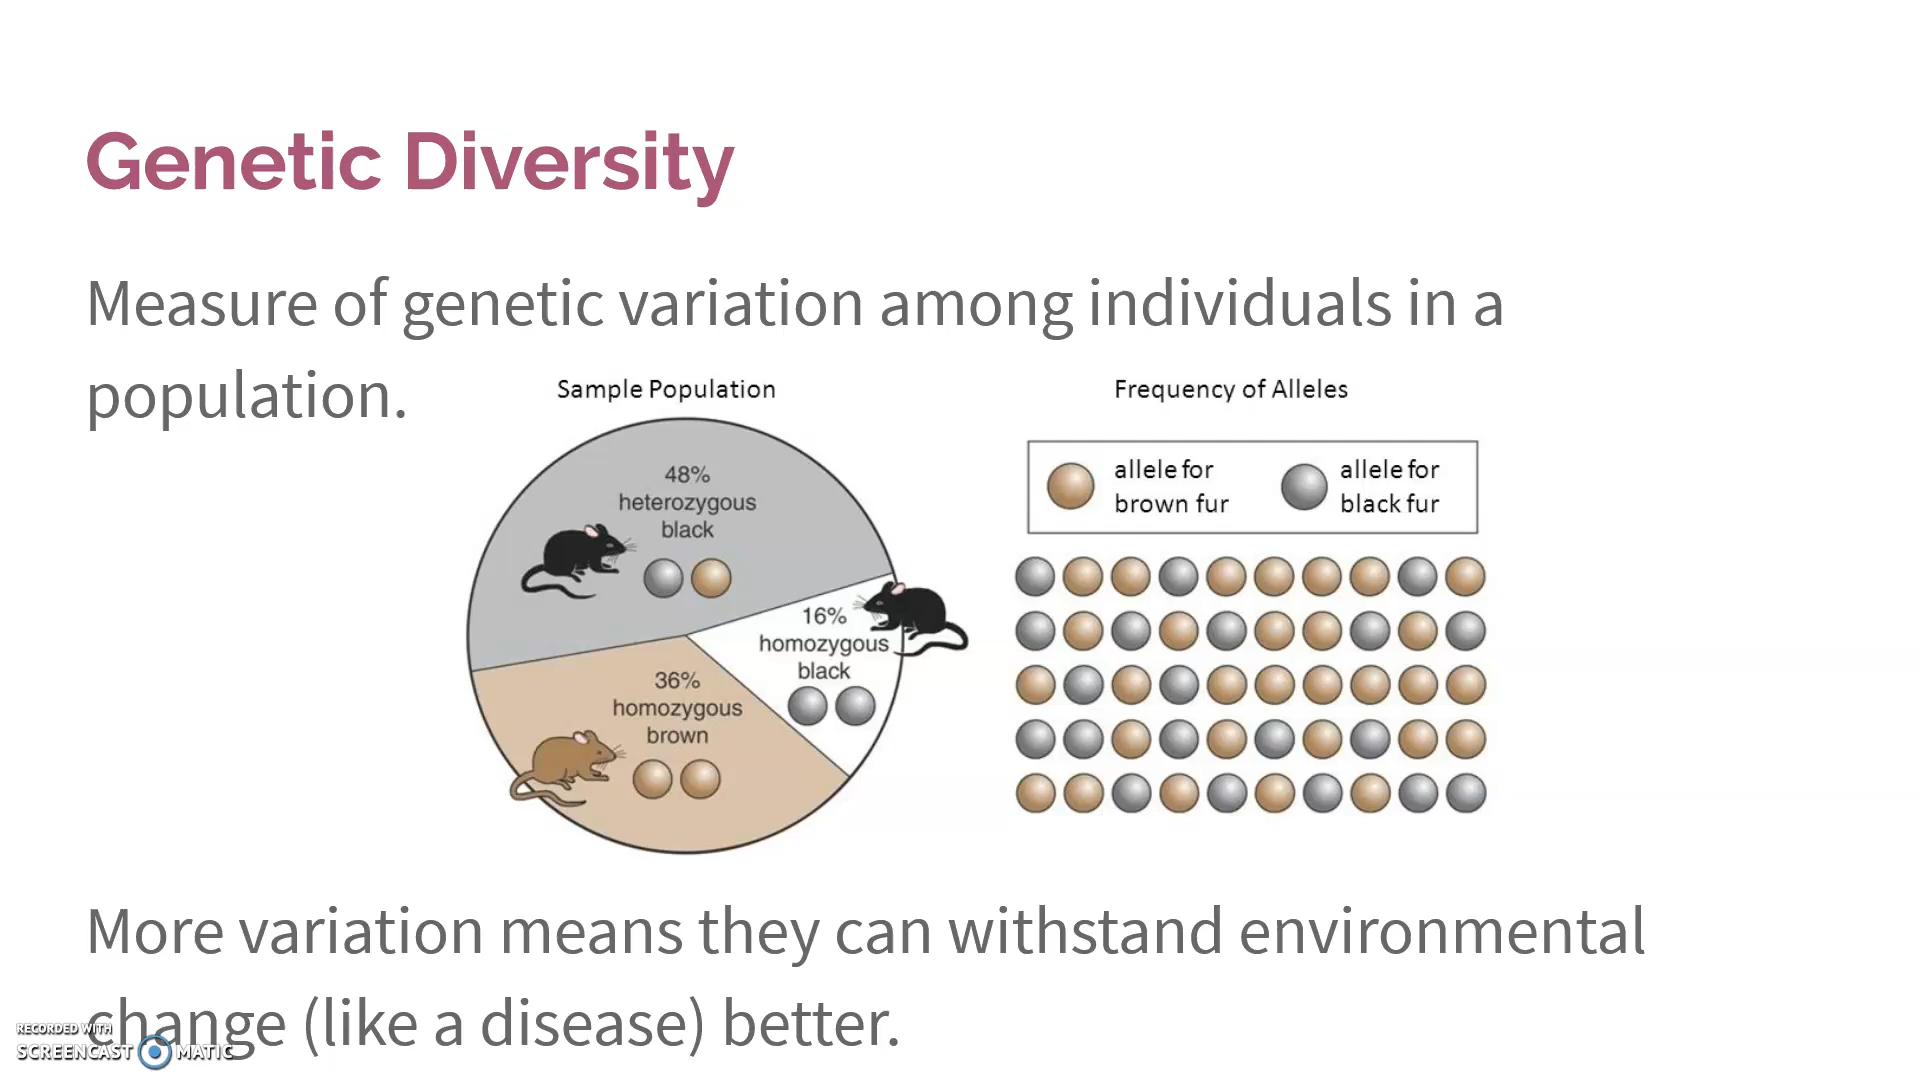 Genetic Diversity
Measure of genetic variation among individuals in a
population.
Sample Population
48%
heterozygous
black
16%
homozygous
black
36%
homozygous
brown
Frequency of Alleles
allele for
brown fur
allele for
black fur
More variation means they can withstand environmental
change (like a disease) better.
RECORDED WITH
SCREENCAST MATIC